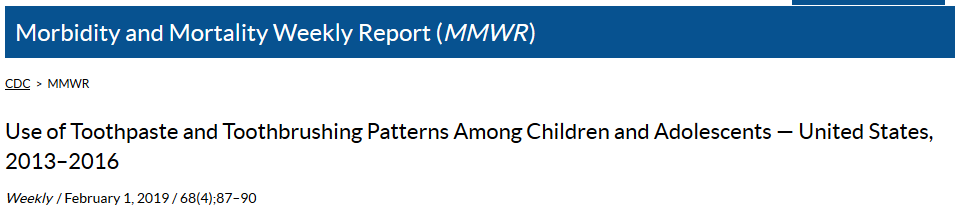 Morbidity and Mortality Weekly Report (MMWR)
CDC > MMWR
Use of Toothpaste and Toothbrushing Patterns Among Children and Adolescents — United States,
2013–2016
Weekly / February 1, 2019 / 68(4);87–90